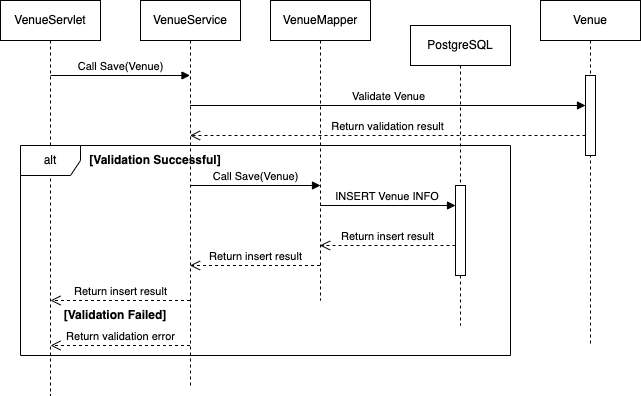 VenueServlet
VenueService
VenueMapper
PostgreSQL
Venue
Call Save(Venue)
Validate Venue
Return validation result
alt
[Validation Successful]
Call Save(Venue)
INSERT Venue INFO
Return insert result
Return insert result
Return insert result
[Validation Failed]
Return validation error